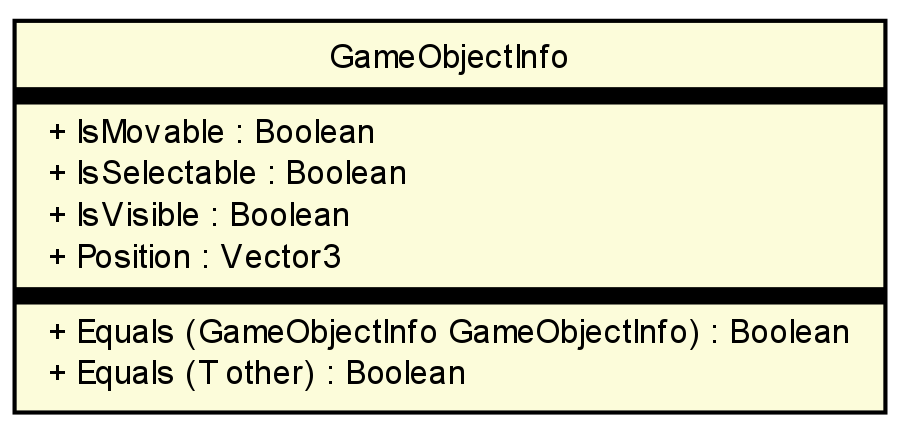 GameObjectInfo
+ IsMovable : Boolean
+ IsSelectable : Boolean
+ IsVisible : Boolean
+ Position : Vector3
+ Equals (GameObjectInfo GameObjectInfo) : Boolean
+ Equals (T other) : Boolean